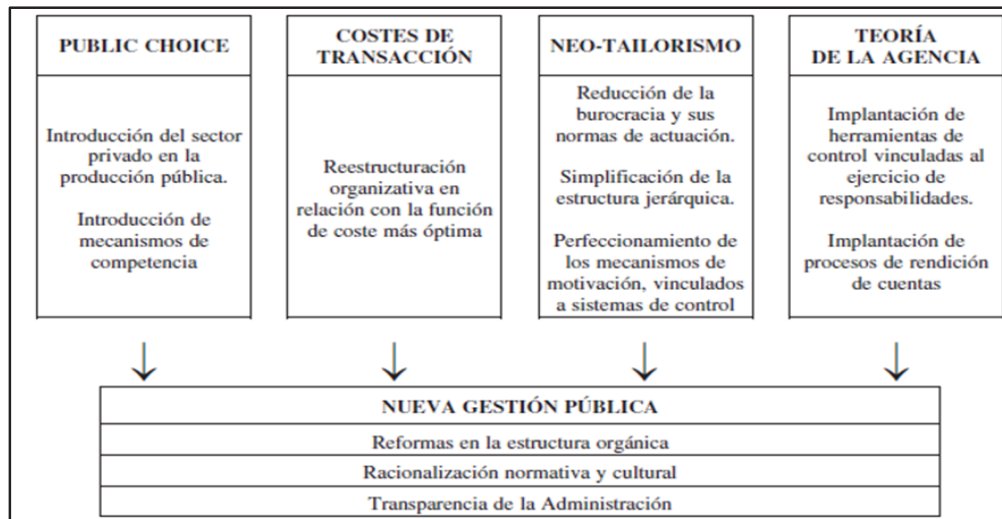 PUBLIC CHOICE
Introducción del sector
privado en la
producción pública.
Introducción de
mecanismos de
competencia
COSTES DE
TRANSACCIÓN
Reestructuración
organizativa en
relación con la función
de coste más óptima
NEO-TAILORISMO
Reducción de la
burocracia y sus
normas de actuación.
Simplificación de la
estructura jerárquica.
Perfeccionamiento de
los mecanismos de
motivación, vinculados
a sistemas de control
TEORÍA
DE LA AGENCIA
Implantación de
herramientas de
control vinculadas al
ejercicio de
responsabilidades.
Implantación de
procesos de rendición
de cuentas
NUEVA GESTIÓN PÚBLICA
Reformas en la estructura orgánica
Racionalización normativa y cultural
Transparencia de la Administración